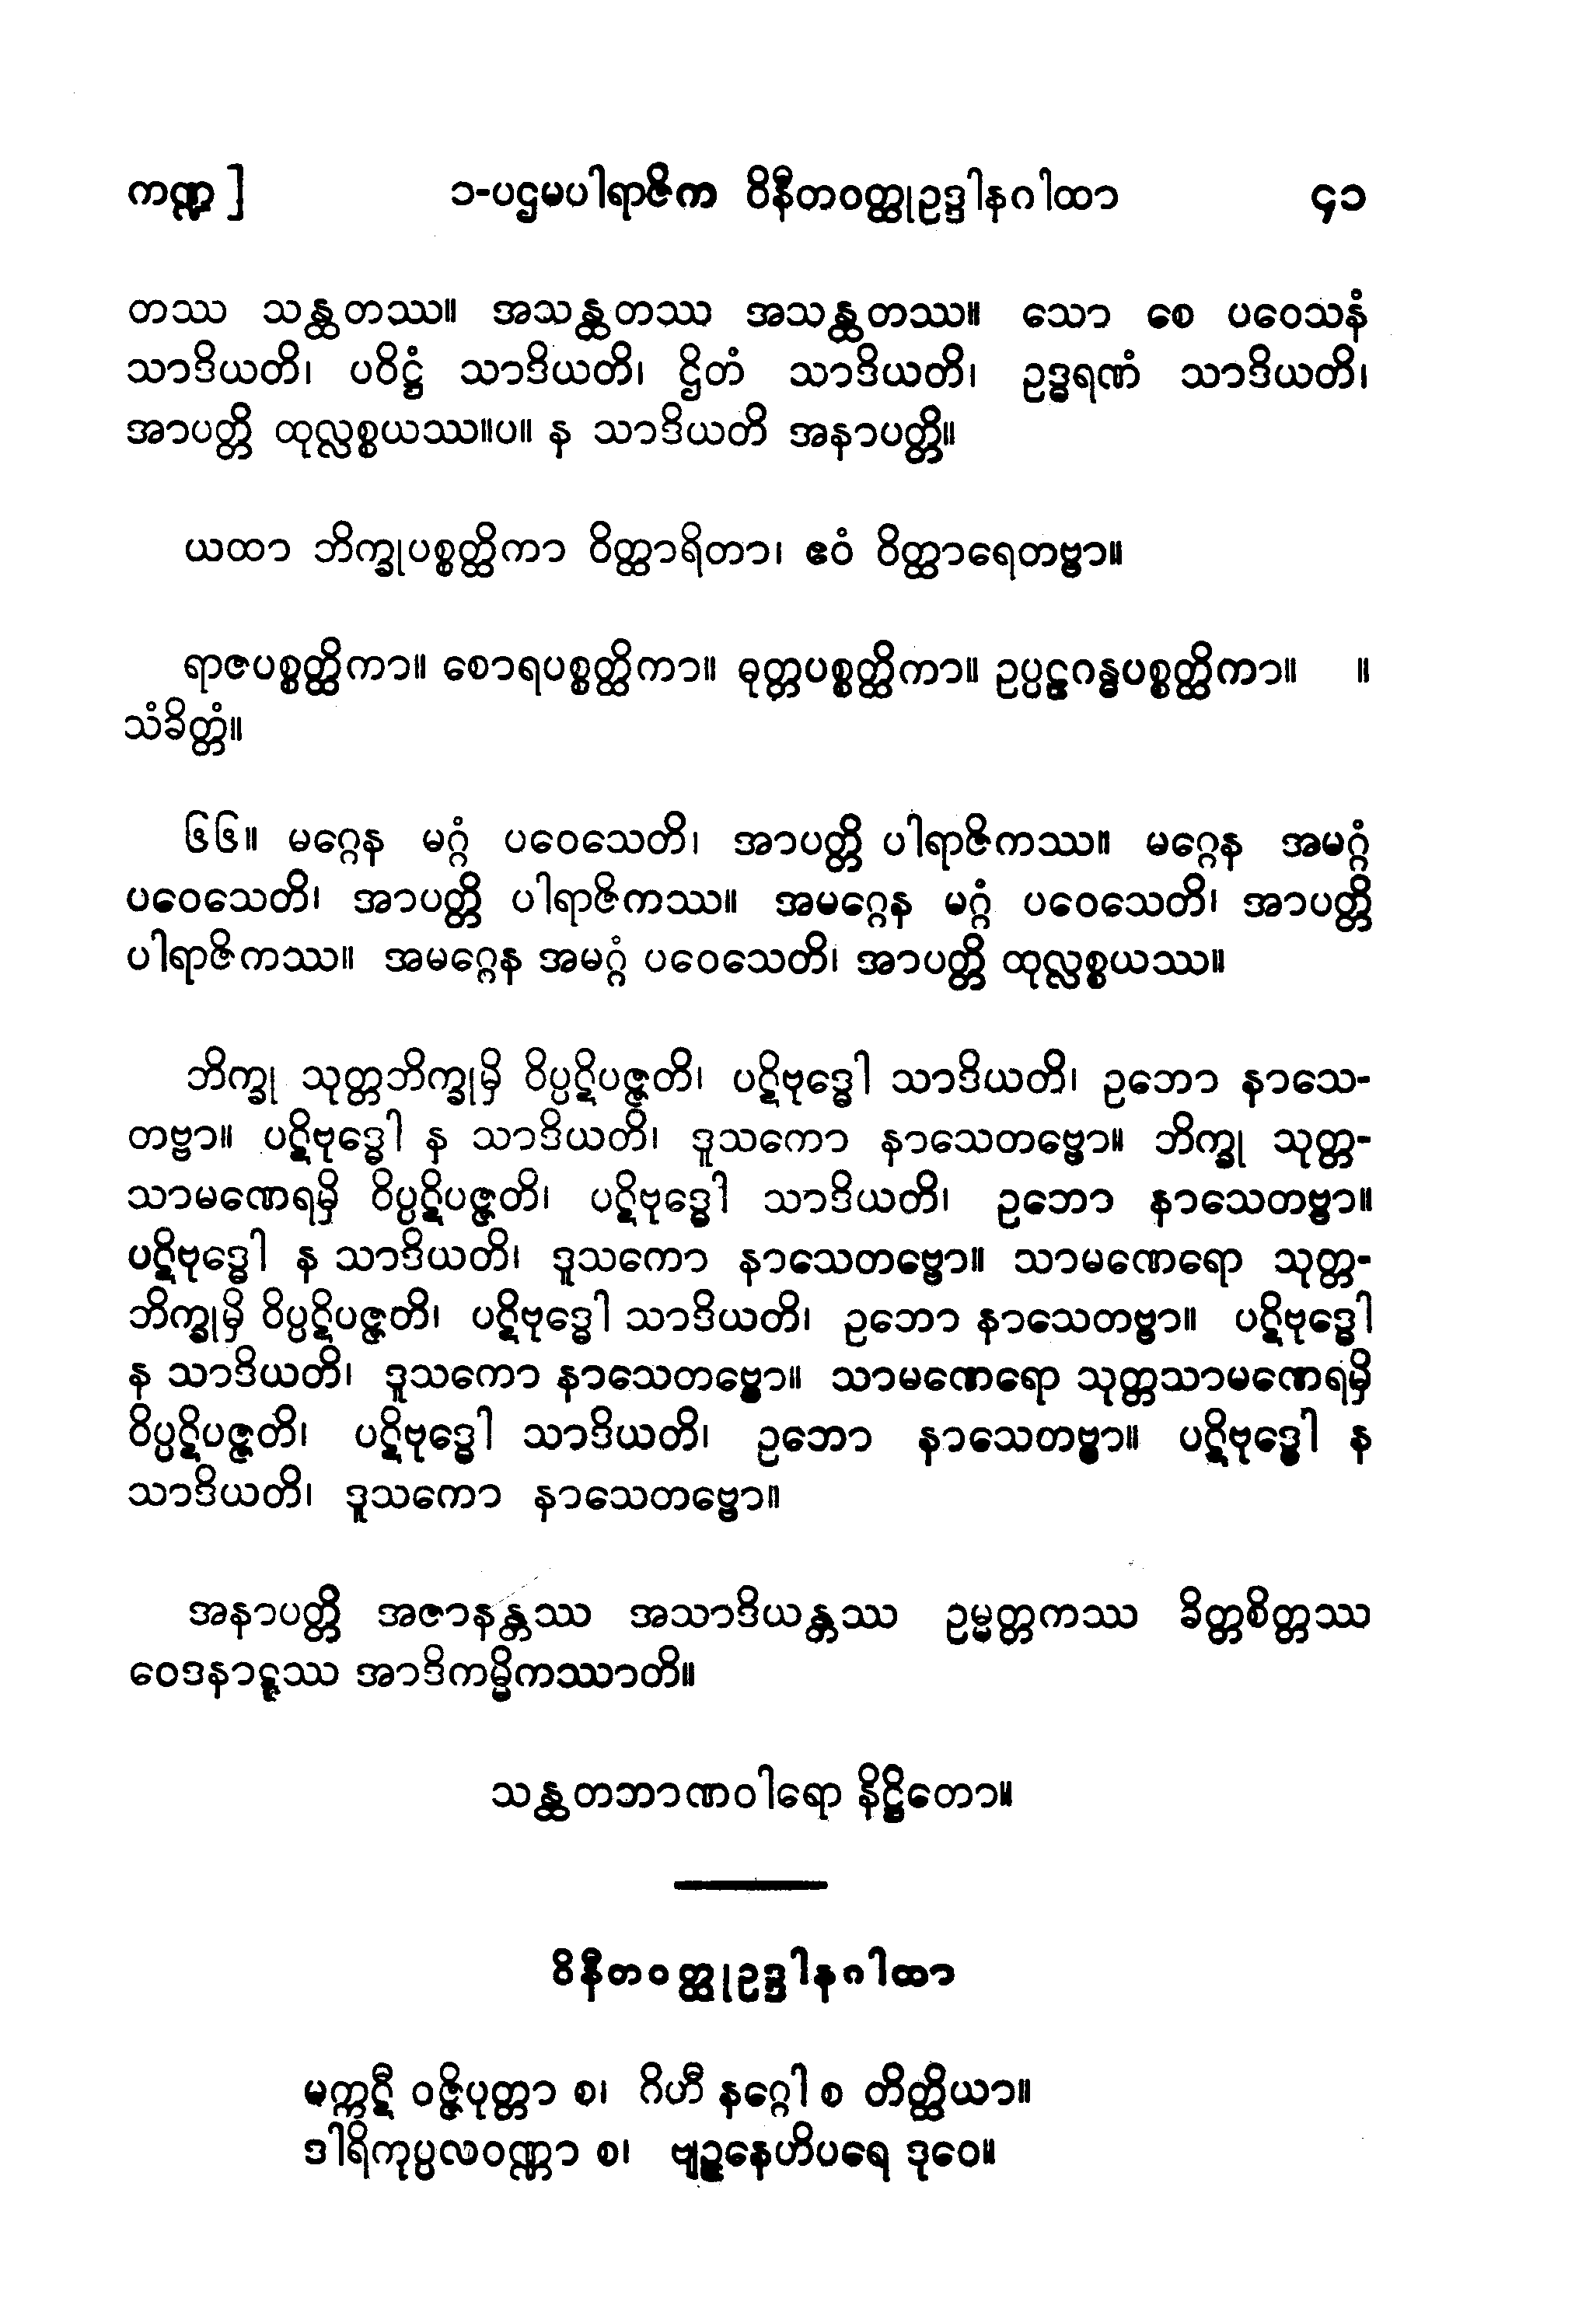 ကဏ္ဍ]	၁-ပဌမပါရာဇိက ဝိနီတဝတ္ထုဥဒ္ဒါနဂါထာ	၄၁
တဿ သန္ထတဿ။ အသန္ထတဿ အသန္ထတဿ။ သော စေ ပဝေသနံ
သာဒိယတိ၊ ပဝိဋ္ဌံ သာဒိယတိ၊ ဌိတံ သာဒိယတိ၊ ဥဒ္ဓရဏံ သာဒိယတိ၊
အာပတ္တိ ထုလ္လစ္စယဿ။ပ။ န သာဒိယတိ အနာပတ္တိ။
ယထာ ဘိက္ခုပစ္စတ္ထိကာ ဝိတ္ထာရိတာ၊ ဧဝံ ဝိတ္ထာရေတဗ္ဗာ။
ရာဇပစ္စတ္ထိကာ။ စောရပစ္စတ္ထိကာ။ ဓုတ္တပစ္စတ္ထိကာ။ ဥပ္ပဠဂန္ဓပစ္စတ္ထိကာ။ ။
သံခိတ္တံ။
၆၆။ မဂ္ဂေန မဂ္ဂံ ပဝေသေတိ၊ အာပတ္တိ ပါရာဇိကဿ။ မဂ္ဂေန အမဂ္ဂံ
ပဝေသေတိ၊ အာပတ္တိ ပါရာဇိကဿ။ အမဂ္ဂေန မဂ္ဂံ ပဝေသေတိ၊ အာပတ္တိ
ပါရာဇိကဿ။ အမဂ္ဂေန အမဂ္ဂံ ပဝေသေတိ၊ အာပတ္တိ ထုလ္လစ္စယဿ။
ဘိက္ခု သုတ္တဘိက္ခုမှိ ဝိပ္ပဋိပဇ္ဇတိ၊ ပဋိဗုဒ္ဓေါ သာဒိယတိ၊ ဥဘော နာသေ-
တဗ္ဗာ။ ပဋိဗုဒ္ဓေါ န သာဒိယတိ၊ ဒူသကော နာသေတဗ္ဗော။ ဘိက္ခု သုတ္တ-
သာမဏေရမှိ ဝိပ္ပဋိပဇ္ဇတိ၊ ပဋိဗုဒ္ဓေါ သာဒိယတိ၊ ဥဘော နာသေတဗ္ဗာ။
ပဋိဗုဒ္ဓေါ န သာဒိယတိ၊ ဒူသကော နာသေတဗ္ဗော။ သာမဏေရော သုတ္တ-
ဘိက္ခုမှိ ဝိပ္ပဋိပဇ္ဇတိ၊ ပဋိဗုဒ္ဓေါ သာဒိယတိ၊ ဥဘော နာသေတဗ္ဗာ။ ပဋိဗုဒ္ဓေါ
န သာဒိယတိ၊ ဒူသကော နာသေတဗ္ဗော။ သာမဏေရော သုတ္တသာမဏေရမှိ
ဝိပ္ပဋိပဇ္ဇတိ၊ ပဋိဗုဒ္ဓေါ သာဒိယတိ၊ ဥဘော နာသေတဗ္ဗာ။ ပဋိဗုဒ္ဓေါ န
သာဒိယတိ၊ ဒူသကော နာသေတဗ္ဗော။
အနာပတ္တိ အဇာနန္တဿ အသာဒိယန္တဿ ဥမ္မတ္တကဿ ခိတ္တစိတ္တဿ
ဝေဒနာဋ္ဋဿ အာဒိကမ္မိကဿာတိ။
သန္ထတဘာဏဝါရော နိဋ္ဌိတော။
ဝိနီတဝတ္ထုဥဒ္ဒါနဂါထာ
မက္ကဋီ ဝဇ္ဇိပုတ္တာ စ၊ ဂိဟီ နဂ္ဂေါ စ တိတ္ထိယာ။
ဒါရိကုပ္ပလဝဏ္ဏာ စ၊ ဗျဉ္ဇနေဟိပရေ ဒုဝေ။